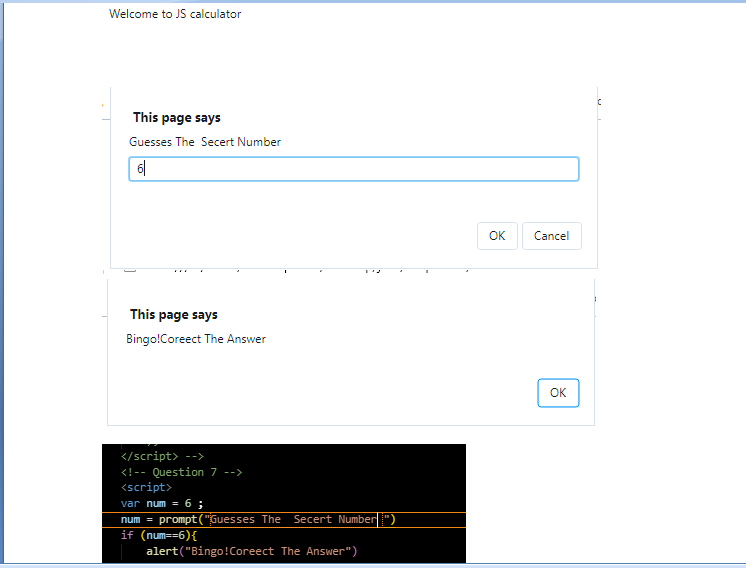 Welcome to JS calculator
This page says
Guesses The  Secert Number
6
OK Cancel
This page says
Bingo!Coreect The Answer
OK
</script> -->
<!-- Question 7 -->
<script>
var num = 6 ;
num = prompt("Guesses The  Secert Number ")
if (num==6){
alert("Bingo!Coreect The Answer")